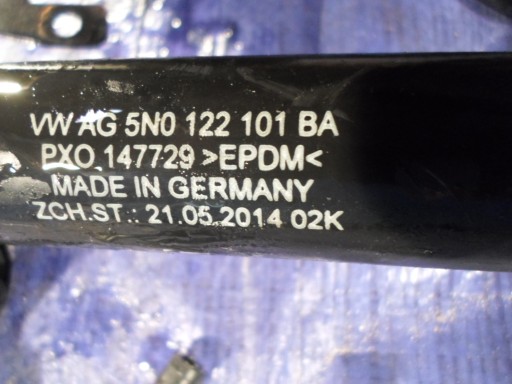 VW AG 5N0 122 101 BA
PXO 147729 >EPDM<
MADE IN GERMANY
ZCH.ST.: 21.05.2014 02K